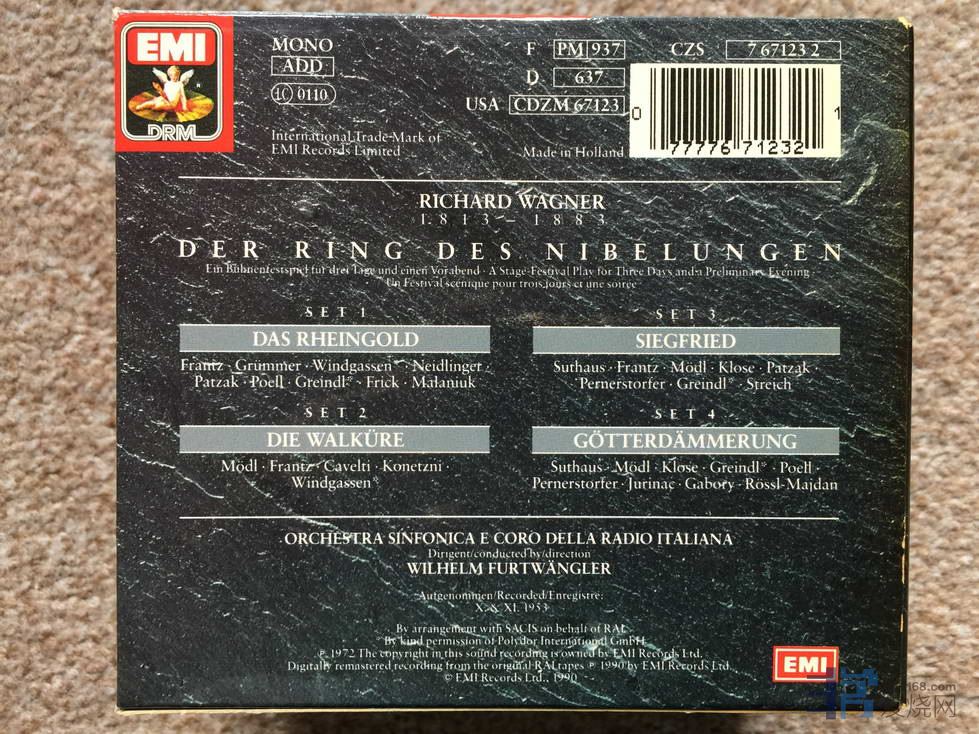 EMI
DRM
MONO
ADD
1C 0110
International Trade Mark of
EMI Records Limited
F PM 937
D 637
USA CDZM 67123
CZS 7 67123 2
0 77776 71232 1
Made in Holland
RICHARD WAGNER
1813 – 1883
DER RING DES NIBELUNGEN
Ein Bühnenfestspiel für drei Tage und einen Vorabend · A Stage-Festival Play for Three Days and a Preliminary Evening
Un Festival scénique pour trois jours et une soirée
SET 1
DAS RHEINGOLD
Frantz · Grümmer · Windgassen* · Neidlinger ·
Patzak · Poell · Greindl* · Frick · Malaniuk
SET 2
DIE WALKÜRE
Mödl · Frantz · Cavelti · Konetzni ·
Windgassen*
SET 3
SIEGFRIED
Suthaus · Frantz · Mödl · Klose · Patzak ·
Pernerstorfer · Greindl* · Streich
SET 4
GÖTTERDÄMMERUNG
Suthaus · Mödl · Klose · Greindl* · Poell ·
Pernerstorfer · Jurinac · Gabory · Rössl-Majdan
ORCHESTRA SINFONICA E CORO DELLA RADIO ITALIANA
Dirigent/conducted by/direction
WILHELM FURTWÄNGLER
Aufgenommen/Recorded/Enregistré:
X. & XI. 1953
By arrangement with SACIS on behalf of RAI
*By kind permission of Polydor International GmbH
℗ 1972 The copyright in this sound recording is owned by EMI Records Ltd.
Digitally remastered recording from the original RAI tapes ℗ 1990 by EMI Records Ltd.
© EMI Records Ltd., 1990
EMI
168.com
发烧网